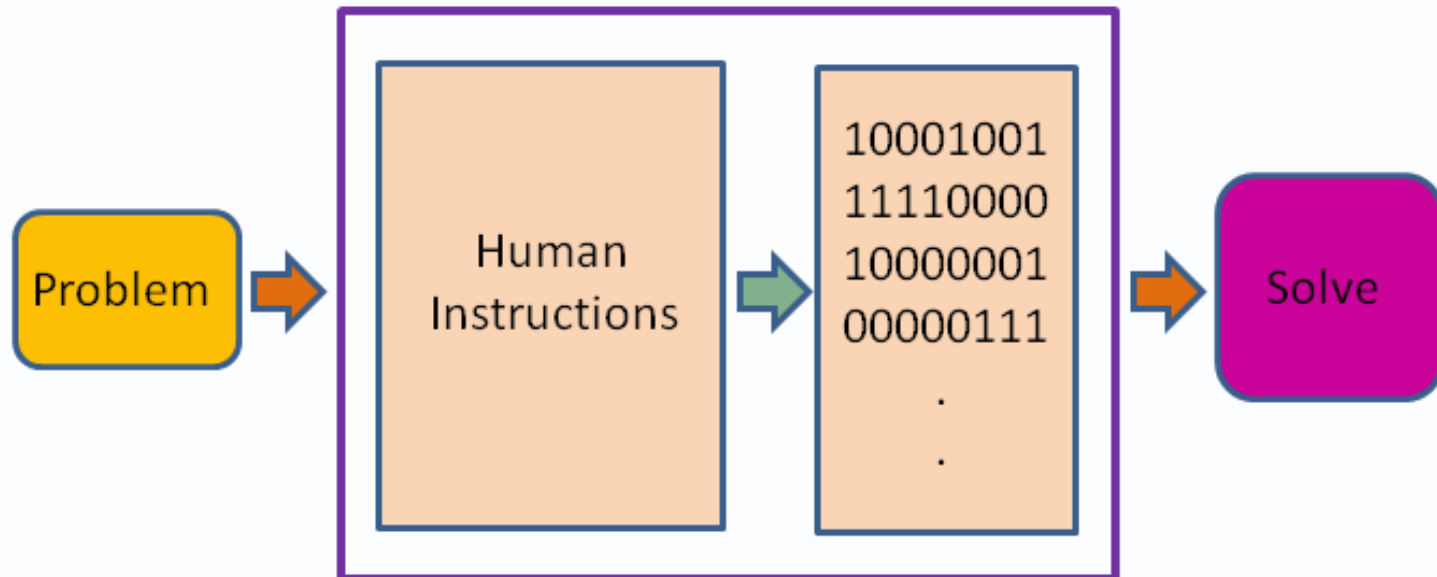 Problem
Human
Instructions
10001001
11110000
10000001
00000111
.
.
Solve